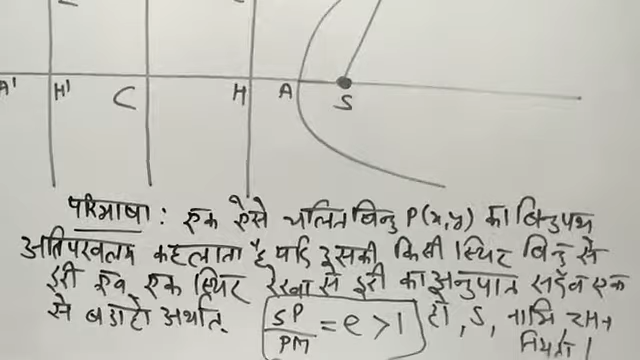 A' H' C H A S
परिभाषा : एक ऐसे चलित बिन्दु P(x,y) का बिन्दुपथ
अतिपरवलय कहलाता है यदि उसकी किसी स्थिर बिन्दु से
दूरी एवं एक स्थिर रेखा से दूरी का अनुपात सदैव एक
से बड़ा हो अर्थात् SP/PM = e > 1 हो, S, नाभि
नियता।